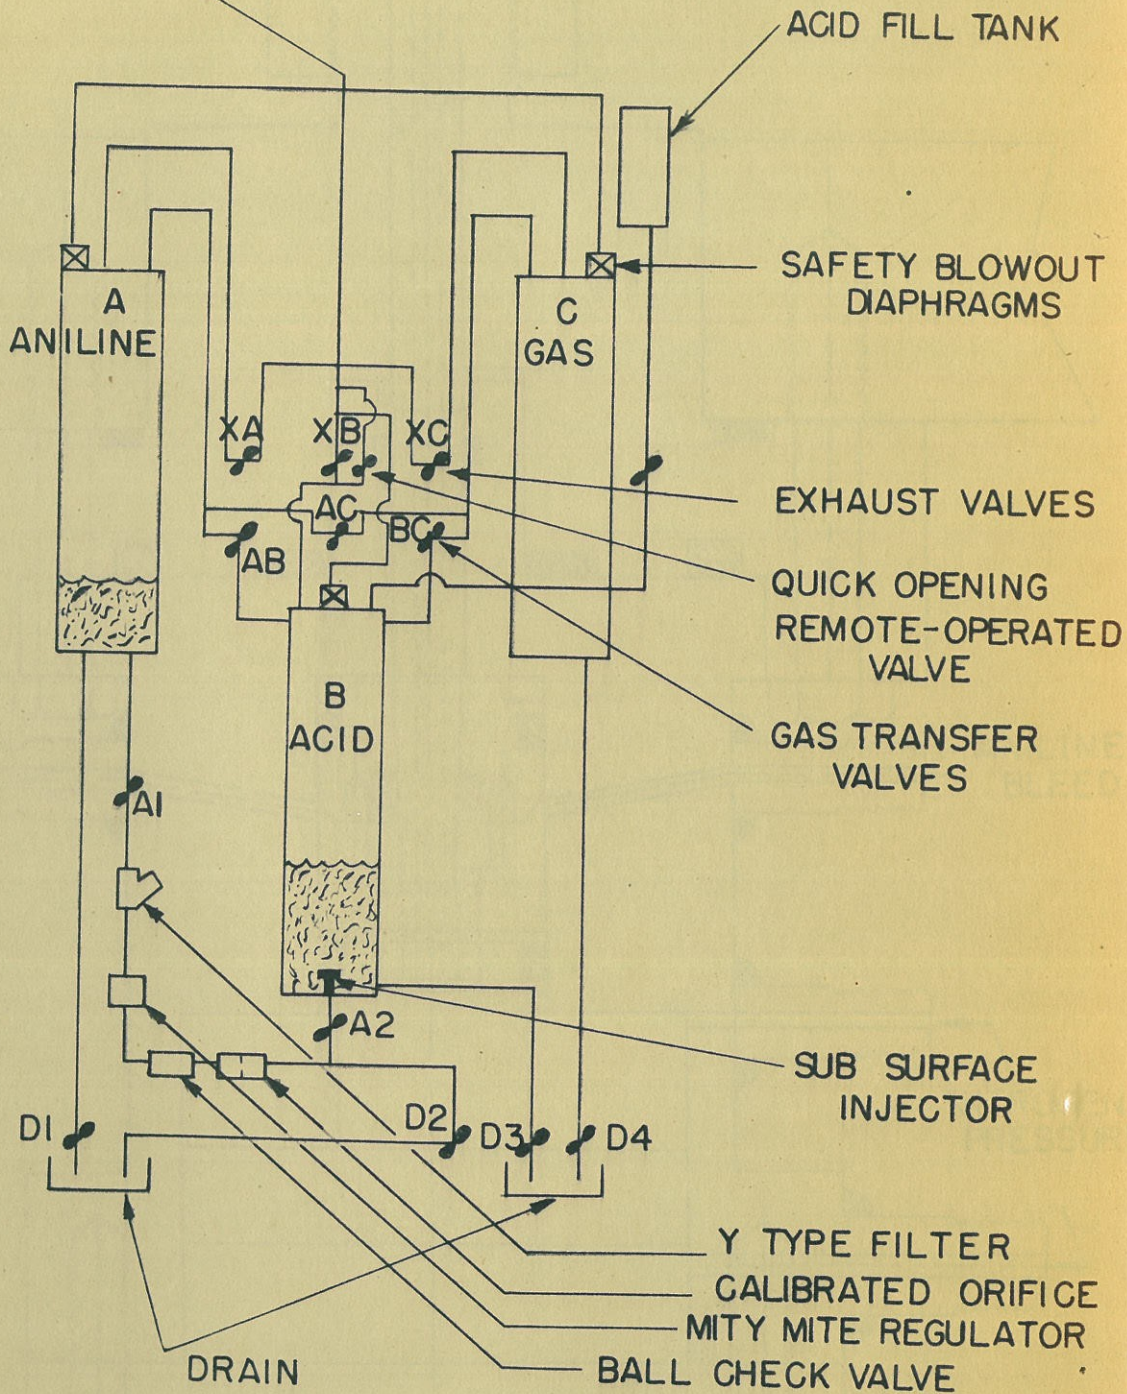 ACID FILL TANK
SAFETY BLOWOUT
DIAPHRAGMS
A
ANILINE
C
GAS
XA
XB
XC
EXHAUST VALVES
AC
BC
AB
QUICK OPENING
REMOTE-OPERATED
VALVE
B
ACID
GAS TRANSFER
VALVES
A1
A2
SUB SURFACE
INJECTOR
D1
D2
D3
D4
Y TYPE FILTER
CALIBRATED ORIFICE
MITY MITE REGULATOR
BALL CHECK VALVE
DRAIN